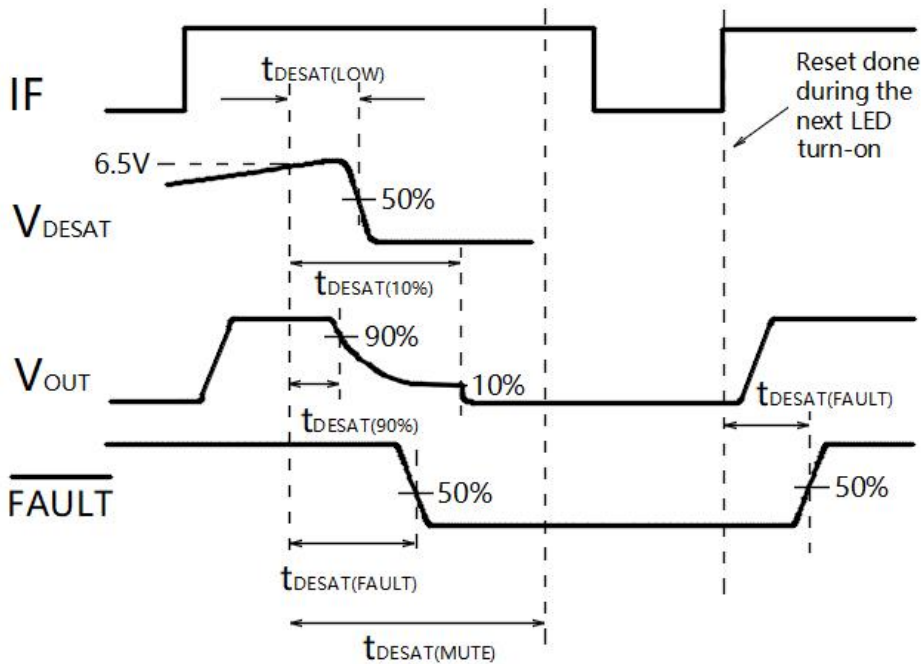 Reset done
during the
next LED
turn-on
tDESAT(LOW)
IF
6.5V
50%
VDESAT
tDESAT(10%)
90%
VOUT
10%
tDESAT(FAULT)
tDESAT(90%)
FAULT
50%
50%
tDESAT(FAULT)
tDESAT(MUTE)